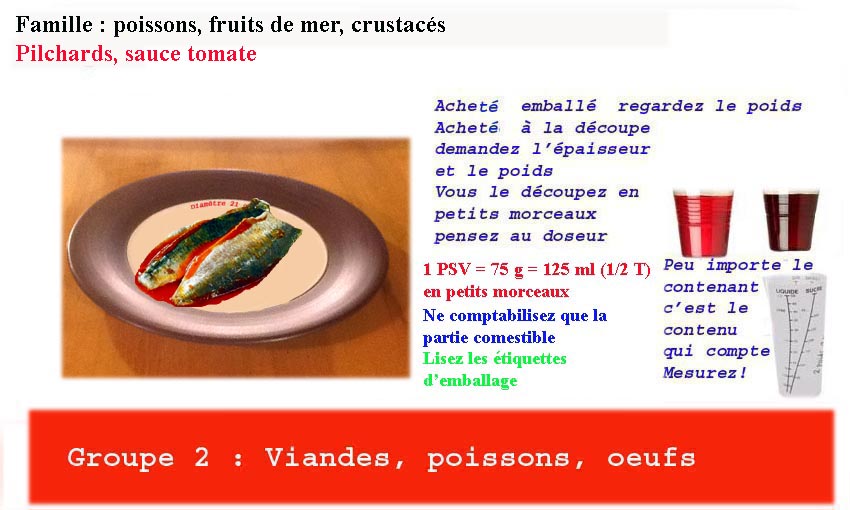 Famille : poissons, fruits de mer, crustacés
Pilchards, sauce tomate
Diamètre 21
Acheté emballé regardez le poids
Acheté à la découpe
demandez l'épaisseur
et le poids
Vous le découpez en
petits morceaux
pensez au doseur
1 PSV = 75 g = 125 ml (1/2 T)
en petits morceaux
Ne comptabilisez que la
partie comestible
Lisez les étiquettes
d'emballage
Peu importe le
contenant
c'est le
contenu
qui compte
Mesurez!
LIQUIDE SUCRE
Groupe 2 : Viandes, poissons, oeufs